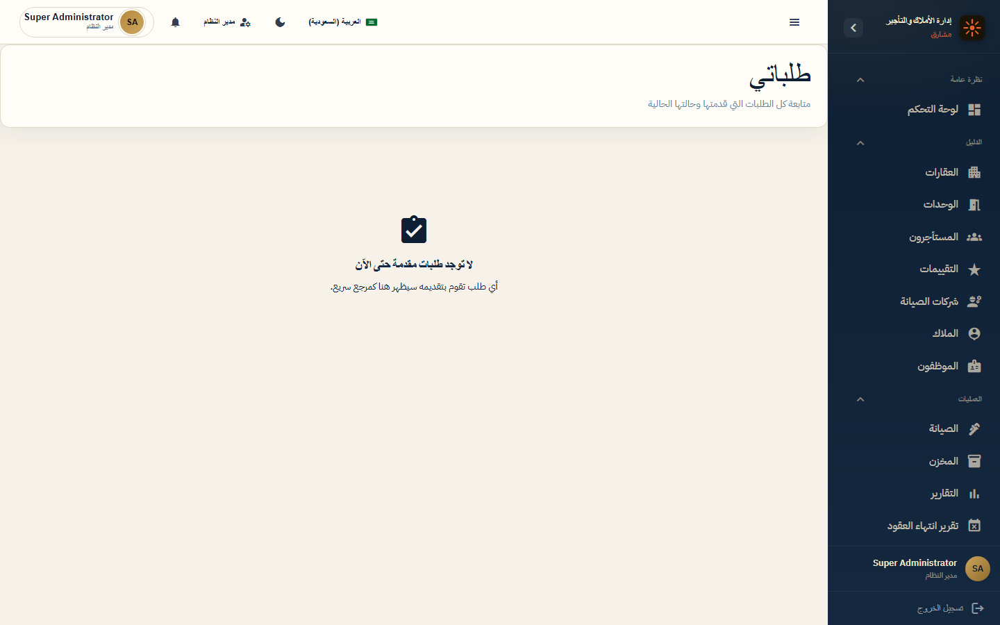 إدارة الأملاك والتأجير
مشارق
نظرة عامة
لوحة التحكم
الدليل
العقارات
الوحدات
المستأجرون
التقييمات
شركات الصيانة
الملاك
الموظفون
العمليات
الصيانة
المخزن
التقارير
تقرير انتهاء العقود
SA
Super Administrator
مدير النظام
تسجيل الخروج
العربية (السعودية)
مدير النظام
SA
Super Administrator
مدير النظام
طلباتي
متابعة كل الطلبات التي قدمتها وحالتها الحالية
لا توجد طلبات مقدمة حتى الآن
أي طلب تقوم بتقديمه سيظهر هنا كمرجع سريع.